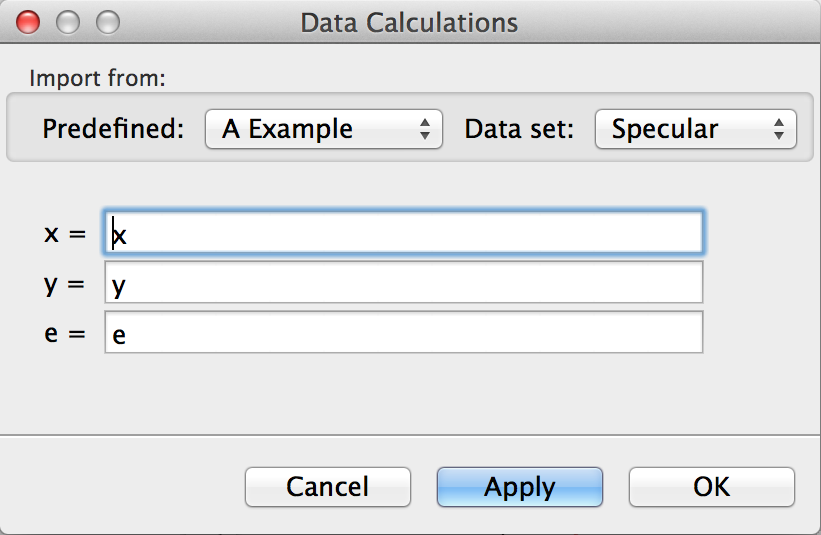 Data Calculations
Import from:
Predefined: A Example Data set: Specular
x = x
y = y
e = e
Cancel Apply OK